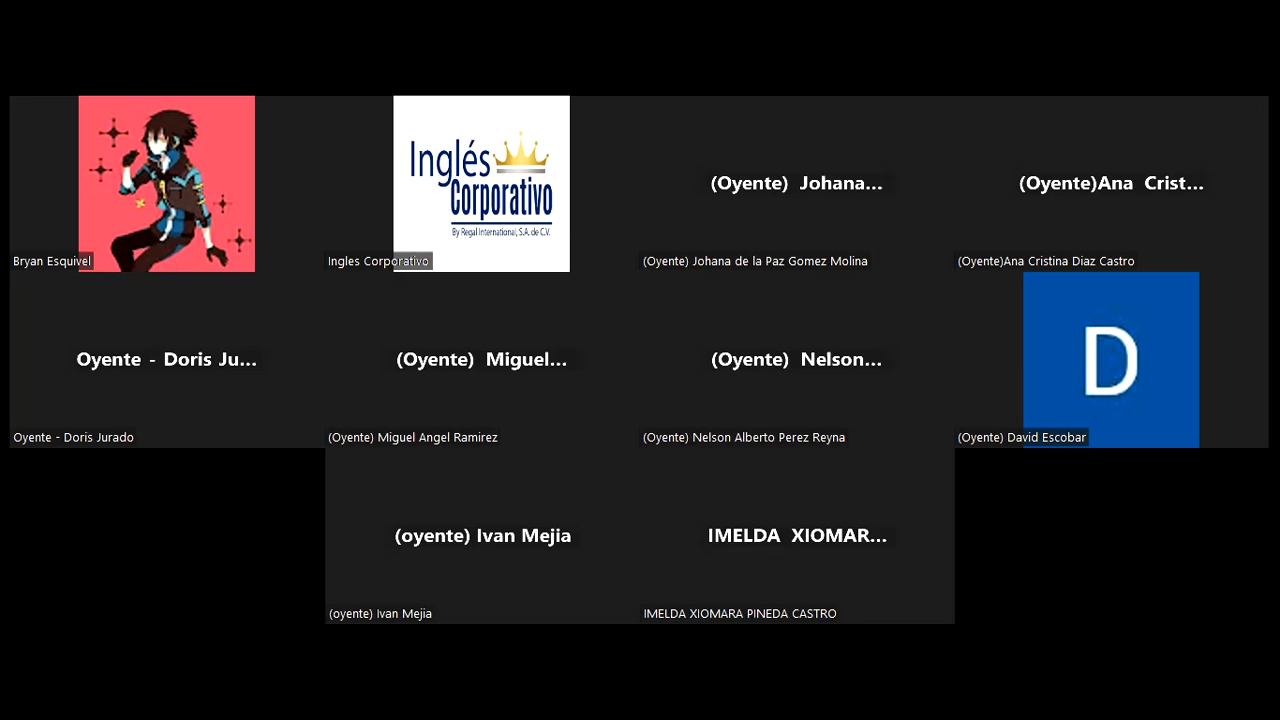 Bryan Esquivel
Inglés
Corporativo
By Regal International, S.A. de C.V.
Ingles Corporativo
(Oyente) Johana...
(Oyente) Johana de la Paz Gomez Molina
(Oyente)Ana Crist...
(Oyente)Ana Cristina Diaz Castro
Oyente - Doris Ju...
Oyente - Doris Jurado
(Oyente) Miguel...
(Oyente) Miguel Angel Ramirez
(Oyente) Nelson...
(Oyente) Nelson Alberto Perez Reyna
D
(Oyente) David Escobar
(oyente) Ivan Mejia
(oyente) Ivan Mejia
IMELDA XIOMAR...
IMELDA XIOMARA PINEDA CASTRO